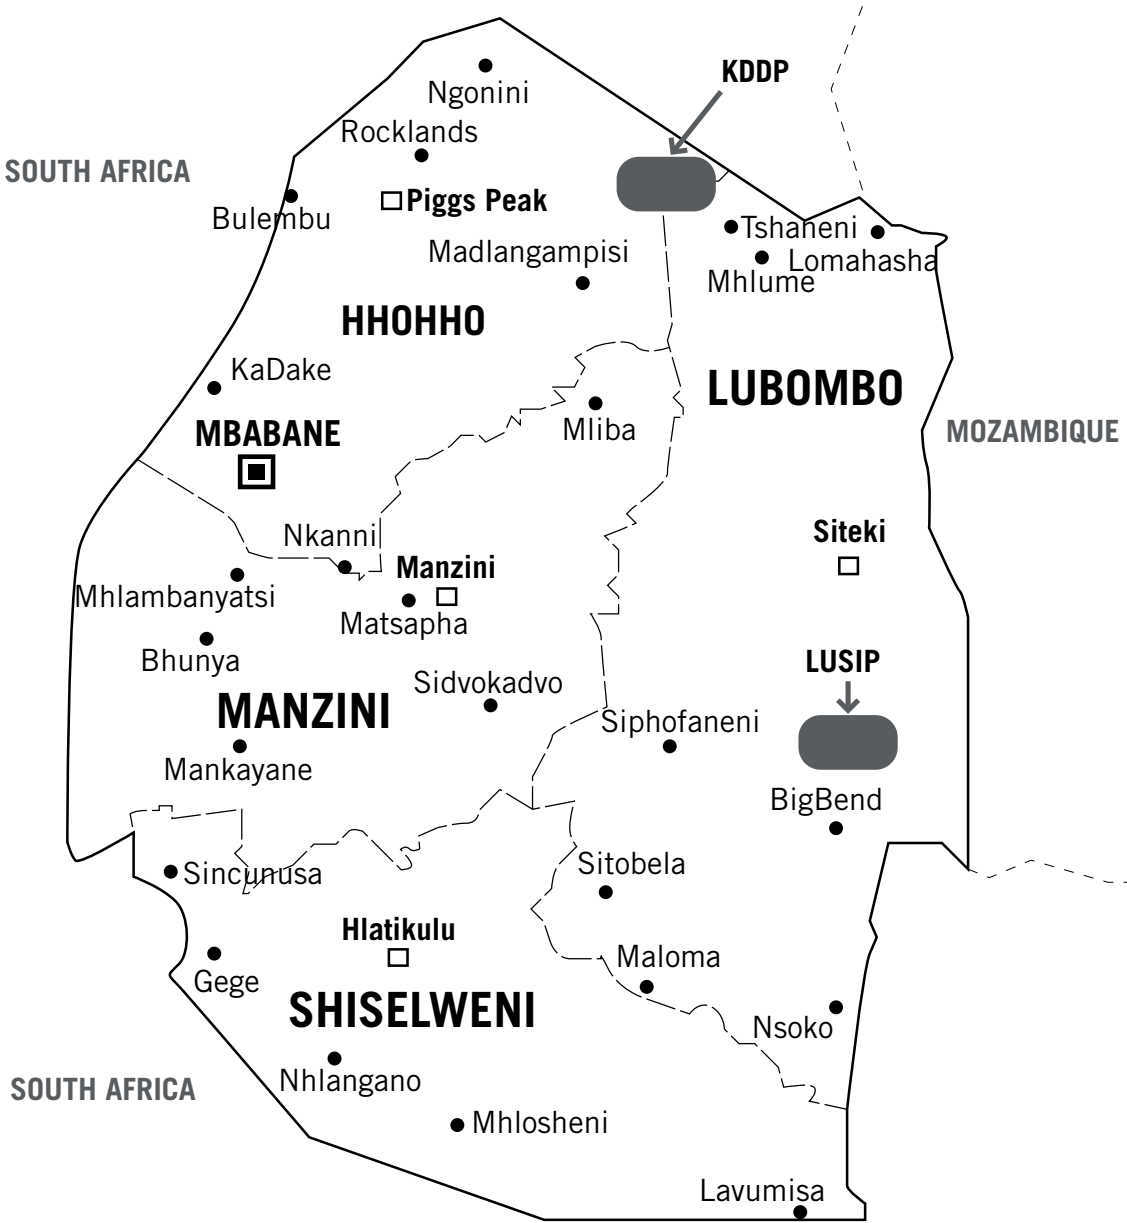 KDDP
Ngonini
Rocklands
SOUTH AFRICA
Piggs Peak
Bulembu
Tshaneni
Madlangampisi
Lomahasha
Mhlume
HHOHHO
KaDake
LUBOMBO
Mliba
MBABANE
MOZAMBIQUE
Siteki
Nkanni
Manzini
Mhlambanyatsi
Matsapha
Bhunya
LUSIP
Sidvokadvo
MANZINI
Siphofaneni
Mankayane
BigBend
Sitobela
Sincunusa
Hlatikulu
Maloma
Gege
SHISELWENI
Nsoko
Nhlangano
SOUTH AFRICA
Mhlosheni
Lavumisa